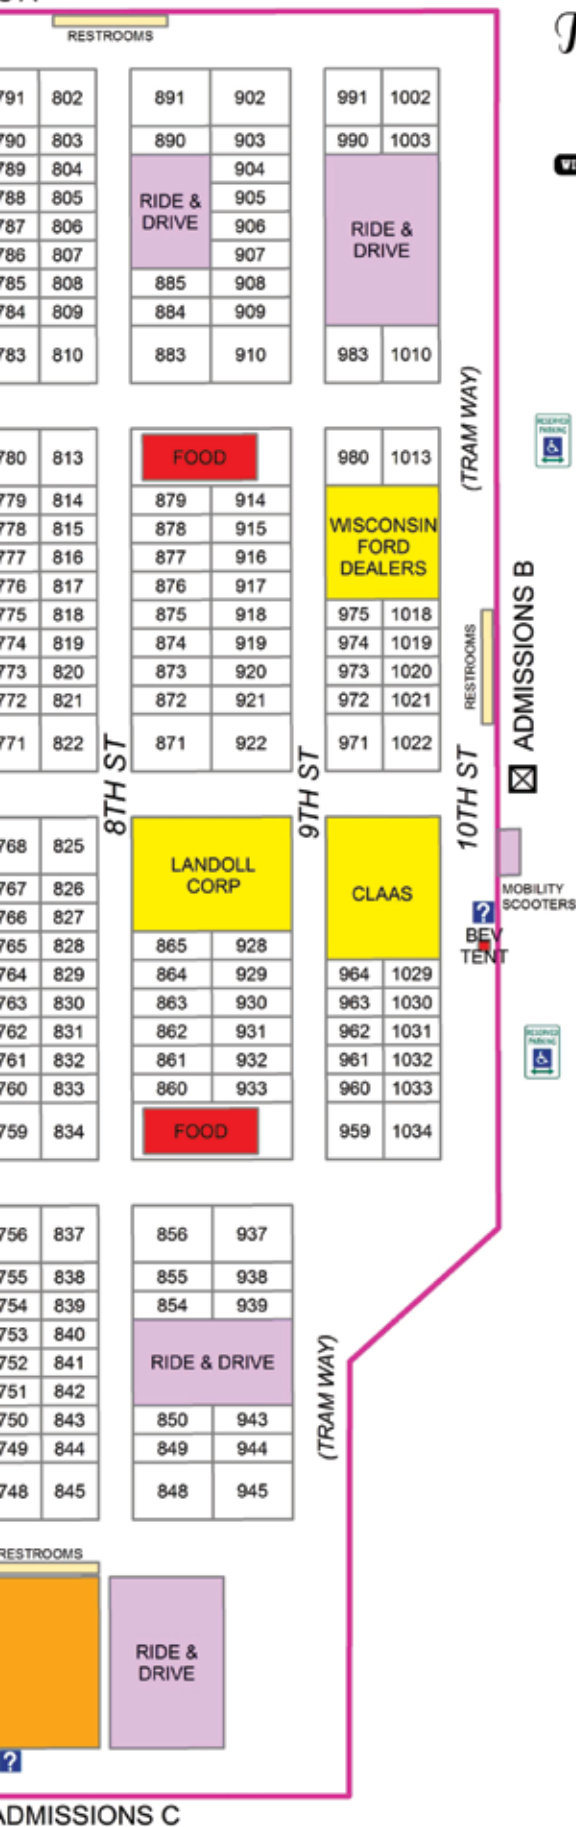 RESTROOMS
791 802 891 902 991 1002
790 803 890 903 990 1003
789 804 904
788 805 RIDE & 905
787 806 DRIVE 906 RIDE &
786 807 907 DRIVE
785 808 885 908
784 809 884 909
783 810 883 910 983 1010
(TRAM WAY)
RESERVED
PARKING
780 813 FOOD 980 1013
779 814 879 914 WISCONSIN
778 815 878 915 FORD
777 816 877 916 DEALERS
776 817 876 917
775 818 875 918 975 1018
774 819 874 919 974 1019
773 820 873 920 973 1020
772 821 872 921 972 1021
771 822 871 922 971 1022
RESTROOMS
ADMISSIONS B
8TH ST
9TH ST
10TH ST
768 825 LANDOLL
CORP
CLAAS
767 826
766 827
765 828 865 928
764 829 864 929 964 1029
763 830 863 930 963 1030
762 831 862 931 962 1031
761 832 861 932 961 1032
760 833 860 933 960 1033
759 834 FOOD 959 1034
MOBILITY
SCOOTERS
?
BEV
TENT
RESERVED
PARKING
756 837 856 937
755 838 855 938
754 839 854 939
753 840
752 841 RIDE & DRIVE
751 842
750 843 850 943
749 844 849 944
748 845 848 945
(TRAM WAY)
RESTROOMS
RIDE &
DRIVE
?
ADMISSIONS C